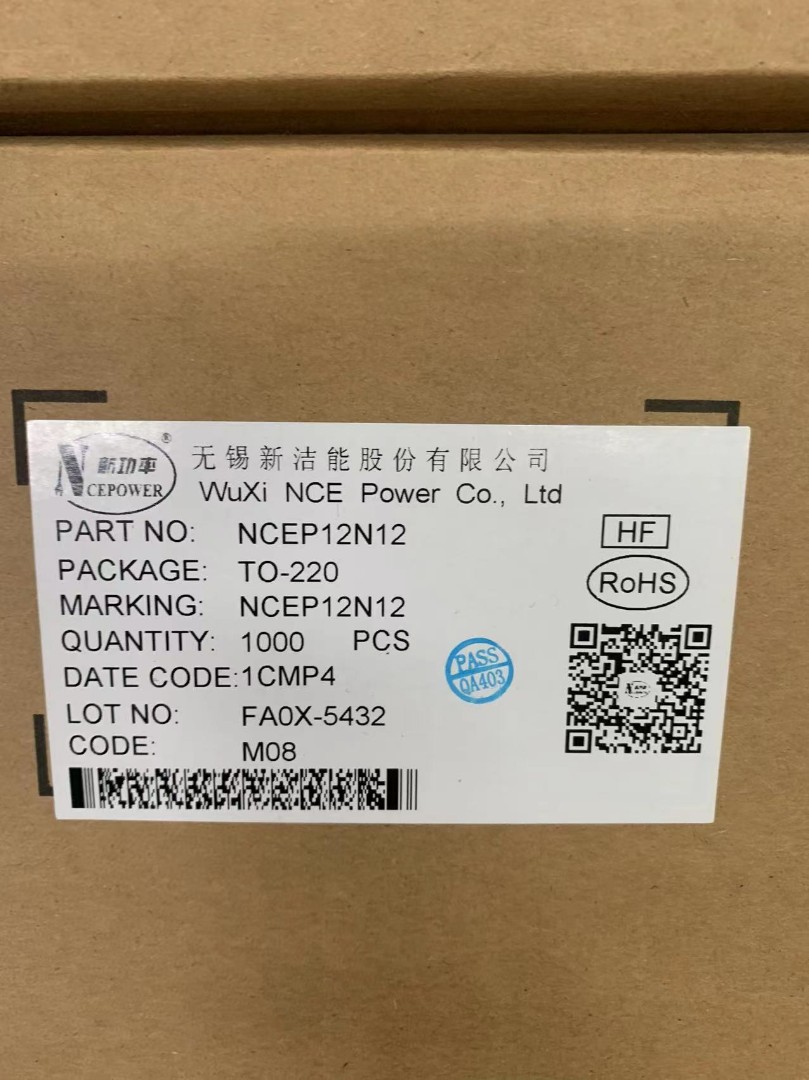 新功率®
NCEPOWER
无锡新洁能股份有限公司
WuXi NCE Power Co., Ltd
PART NO: NCEP12N12
PACKAGE: TO-220
MARKING: NCEP12N12
QUANTITY: 1000 PCS
DATE CODE:1CMP4
LOT NO: FA0X-5432
CODE: M08
HF
RoHS
PASS
QA403